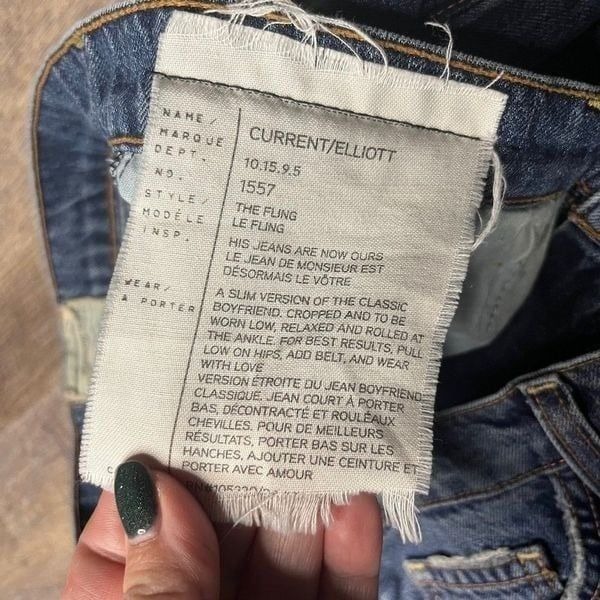 NAME / MARQUE
CURRENT/ELLIOTT
DEPT.
10.15.9.5
NO.
1557
STYLE / MODÈLE
THE FLING
LE FLING
INSP.
HIS JEANS ARE NOW OURS
LE JEAN DE MONSIEUR EST
DÉSORMAIS LE VÔTRE
WEAR/
À PORTER
A SLIM VERSION OF THE CLASSIC
BOYFRIEND. CROPPED AND TO BE
WORN LOW, RELAXED AND ROLLED AT
THE ANKLE. FOR BEST RESULTS, PULL
LOW ON HIPS, ADD BELT, AND WEAR
WITH LOVE
VERSION ÉTROITE DU JEAN BOYFRIEND
CLASSIQUE. JEAN COURT À PORTER
BAS, DÉCONTRACTÉ ET ROULÉAUX
CHEVILLES. POUR DE MEILLEURS
RÉSULTATS, PORTER BAS SUR LES
HANCHES, AJOUTER UNE CEINTURE ET
PORTER AVEC AMOUR